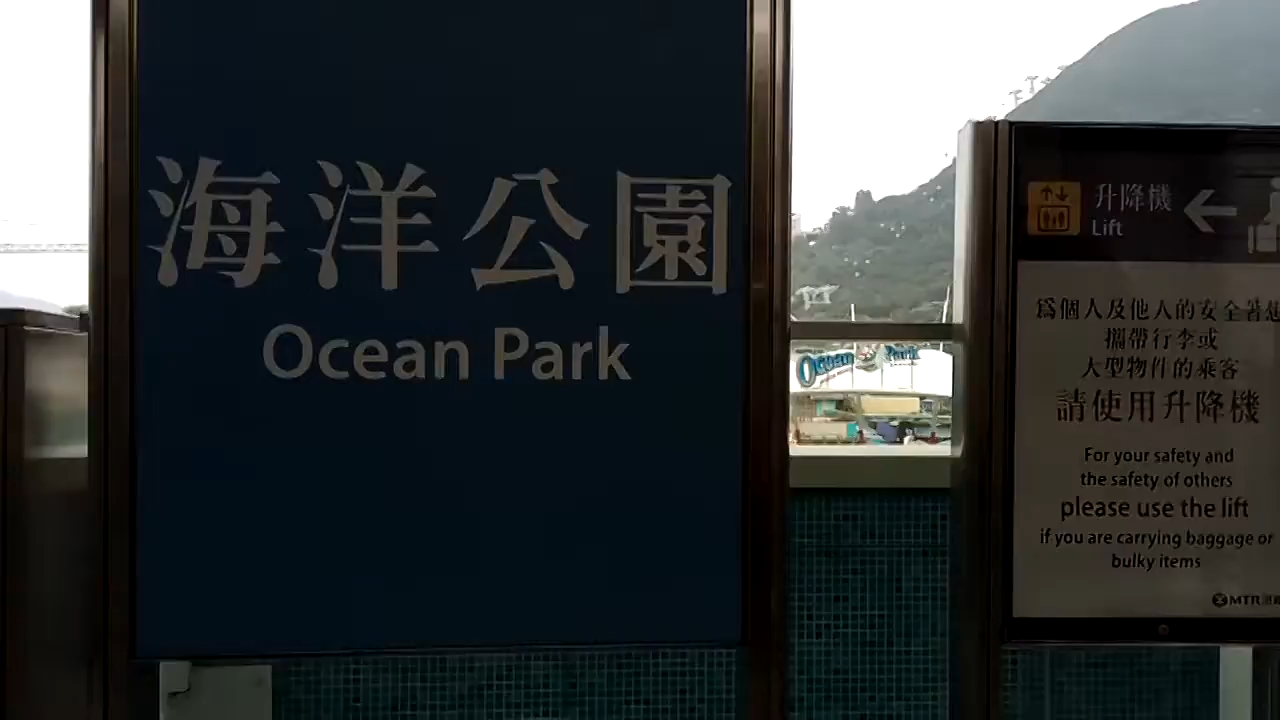 海洋公園
Ocean Park
Ocean Park
升降機
Lift
為個人及他人的安全著想
攜帶行李或
大型物件的乘客
請使用升降機
For your safety and
the safety of others
please use the lift
if you are carrying baggage or
bulky items
MTR